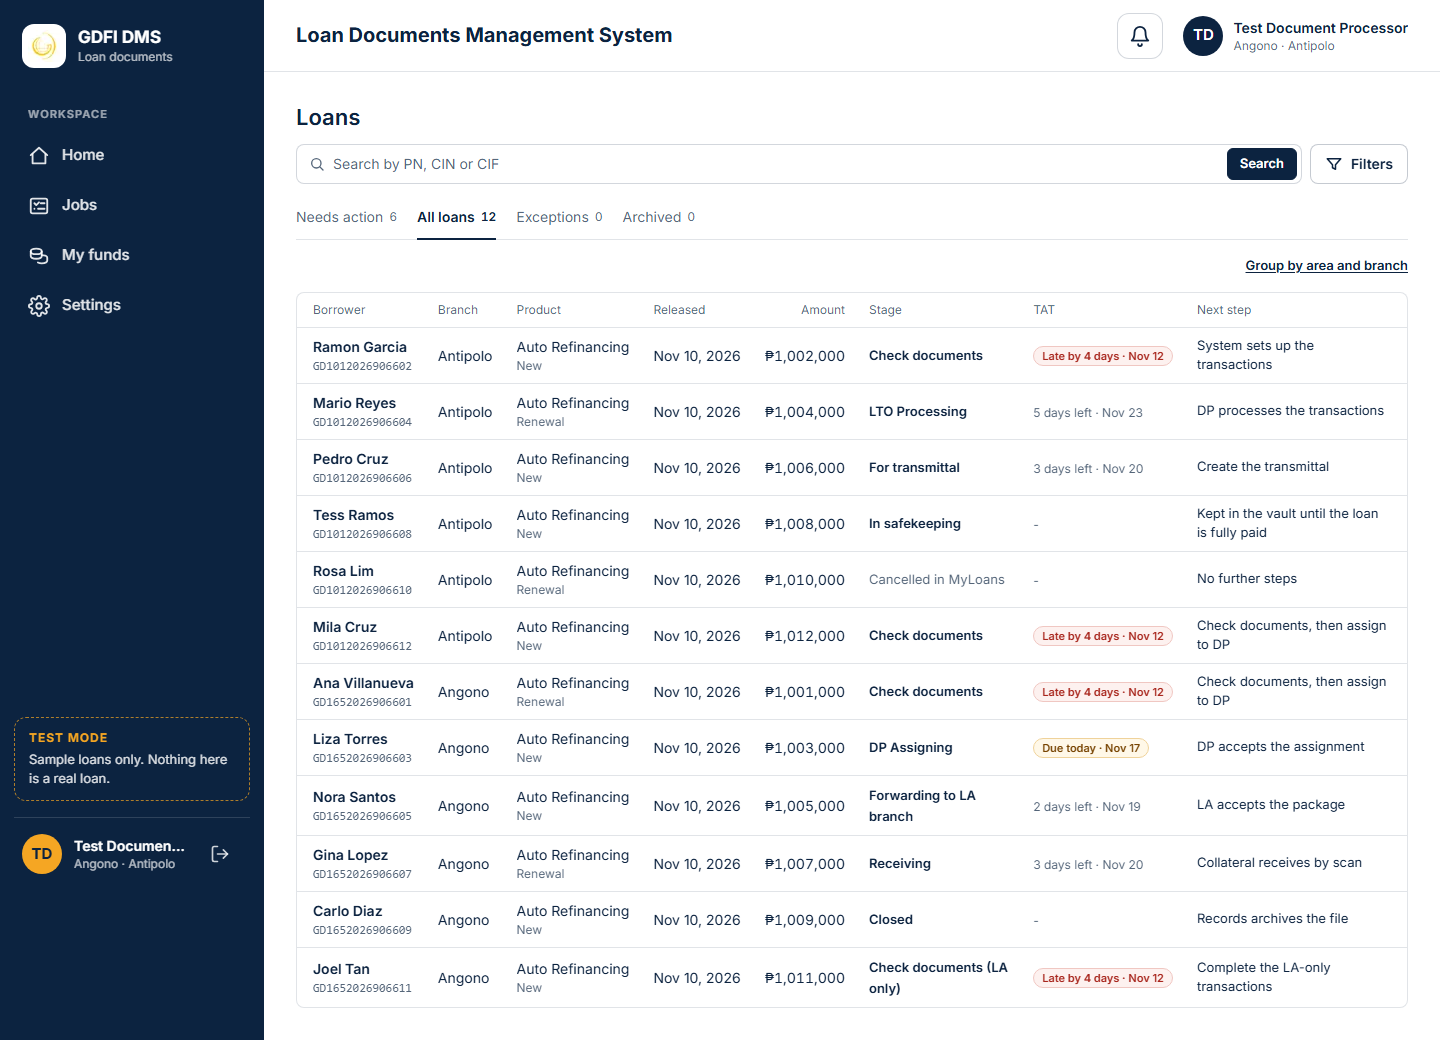 GDFI DMS
Loan documents
WORKSPACE
Home
Jobs
My funds
Settings
TEST MODE
Sample loans only. Nothing here
is a real loan.
TD
Test Documen...
Angono · Antipolo
Loan Documents Management System
TD
Test Document Processor
Angono · Antipolo
Loans
Search by PN, CIN or CIF
Search
Filters
Needs action 6
All loans 12
Exceptions 0
Archived 0
Group by area and branch
Borrower Branch Product Released Amount Stage TAT Next step
Ramon Garcia
GD1012026906602
Antipolo
Auto Refinancing
New
Nov 10, 2026
₱1,002,000
Check documents
Late by 4 days · Nov 12
System sets up the
transactions
Mario Reyes
GD1012026906604
Antipolo
Auto Refinancing
Renewal
Nov 10, 2026
₱1,004,000
LTO Processing
5 days left · Nov 23
DP processes the transactions
Pedro Cruz
GD1012026906606
Antipolo
Auto Refinancing
New
Nov 10, 2026
₱1,006,000
For transmittal
3 days left · Nov 20
Create the transmittal
Tess Ramos
GD1012026906608
Antipolo
Auto Refinancing
New
Nov 10, 2026
₱1,008,000
In safekeeping
-
Kept in the vault until the loan
is fully paid
Rosa Lim
GD1012026906610
Antipolo
Auto Refinancing
Renewal
Nov 10, 2026
₱1,010,000
Cancelled in MyLoans
-
No further steps
Mila Cruz
GD1012026906612
Antipolo
Auto Refinancing
New
Nov 10, 2026
₱1,012,000
Check documents
Late by 4 days · Nov 12
Check documents, then assign
to DP
Ana Villanueva
GD1652026906601
Angono
Auto Refinancing
Renewal
Nov 10, 2026
₱1,001,000
Check documents
Late by 4 days · Nov 12
Check documents, then assign
to DP
Liza Torres
GD1652026906603
Angono
Auto Refinancing
New
Nov 10, 2026
₱1,003,000
DP Assigning
Due today · Nov 17
DP accepts the assignment
Nora Santos
GD1652026906605
Angono
Auto Refinancing
New
Nov 10, 2026
₱1,005,000
Forwarding to LA
branch
2 days left · Nov 19
LA accepts the package
Gina Lopez
GD1652026906607
Angono
Auto Refinancing
Renewal
Nov 10, 2026
₱1,007,000
Receiving
3 days left · Nov 20
Collateral receives by scan
Carlo Diaz
GD1652026906609
Angono
Auto Refinancing
New
Nov 10, 2026
₱1,009,000
Closed
-
Records archives the file
Joel Tan
GD1652026906611
Angono
Auto Refinancing
New
Nov 10, 2026
₱1,011,000
Check documents (LA
only)
Late by 4 days · Nov 12
Complete the LA-only
transactions